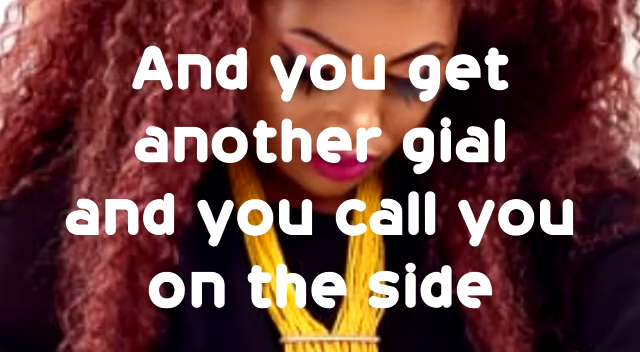 And you get
another gial
and you call you
on the side